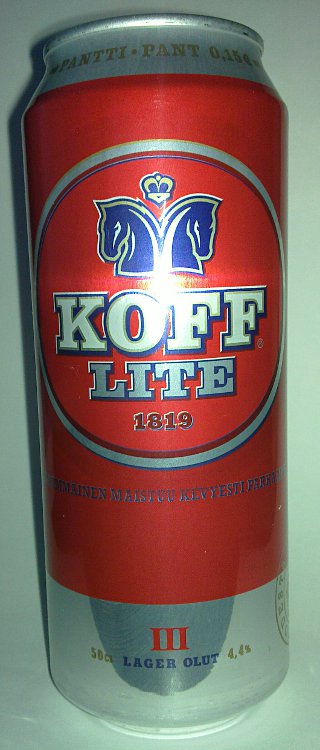 PANTTI · PANT 0,15€
KOFF®
LITE
1819
MAISTUU KEVYESTI
III
50cl LAGER OLUT 4,4%